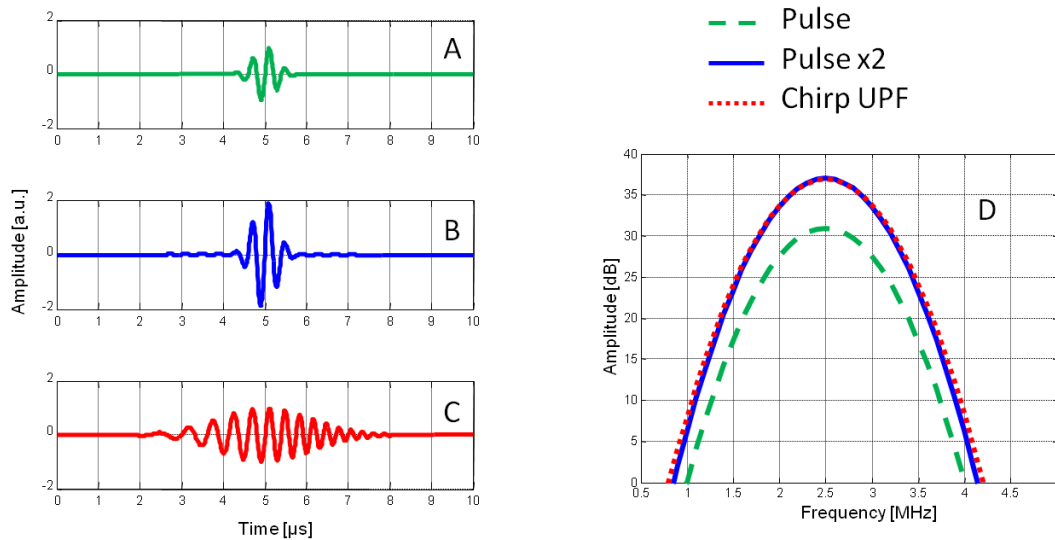 2
0
-2
A
0 1 2 3 4 5 6 7 8 9 10
Amplitude [a.u.]
2
0
-2
B
0 1 2 3 4 5 6 7 8 9 10
2
0
-2
C
0 1 2 3 4 5 6 7 8 9 10
Time [µs]
Pulse
Pulse x2
Chirp UPF
Amplitude [dB]
40
35
30
25
20
15
10
5
0
D
0.5 1 1.5 2 2.5 3 3.5 4 4.5
Frequency [MHz]